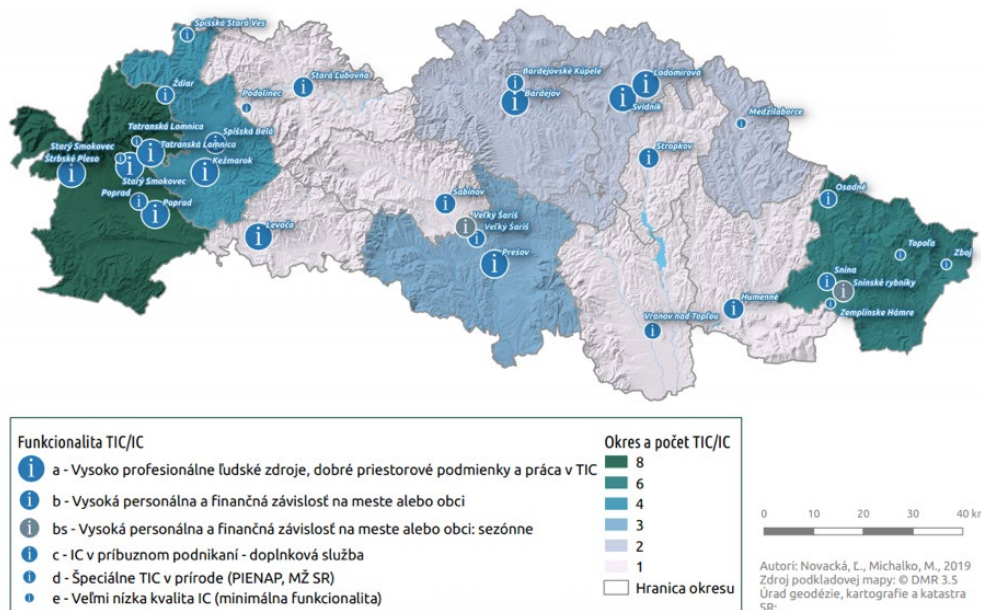 Spišská Stará Ves
Ždiar
Stará Ľubovňa
Podolínec
Bardejovské Kúpele
Bardejov
Ladomirová
Svidník
Medzilaborce
Tatranská Lomnica
Starý Smokovec
Tatranská Lomnica
Spišská Belá
Štrbské Pleso
Kežmarok
Starý Smokovec
Poprad
Poprad
Stropkov
Sabinov
Osadné
Levoča
Veľký Šariš
Veľký Šariš
Prešov
Topoľa
Zboj
Snina
Sninské rybníky
Humenné
Zemplínske Hámre
Vranov nad Topľou
Funkcionalita TIC/IC
a - Vysoko profesionálne ľudské zdroje, dobré priestorové podmienky a práca v TIC
b - Vysoká personálna a finančná závislosť na meste alebo obci
bs - Vysoká personálna a finančná závislosť na meste alebo obci: sezónne
c - IC v príbuznom podnikaní - doplnková služba
d - Špeciálne TIC v prírode (PIENAP, MŽ SR)
e - Veľmi nízka kvalita IC (minimálna funkcionalita)
Okres a počet TIC/IC
8
6
4
3
2
1
Hranica okresu
0 10 20 30 40 km
Autori: Novacká, Ľ., Michalko, M., 2019
Zdroj podkladovej mapy: © DMR 3.5
Úrad geodézie, kartografie a katastra
SR;